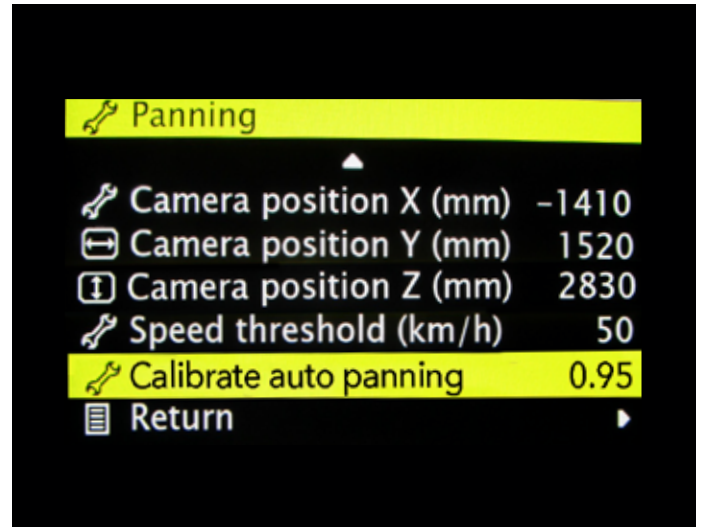 Panning
Camera position X (mm) -1410
Camera position Y (mm) 1520
Camera position Z (mm) 2830
Speed threshold (km/h) 50
Calibrate auto panning 0.95
Return